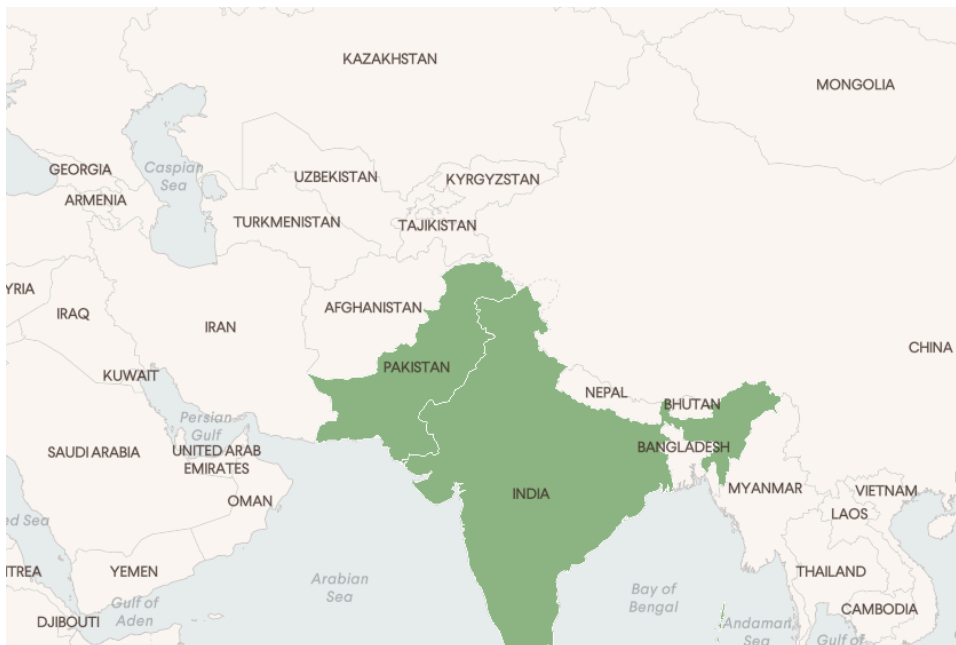 KAZAKHSTAN
MONGOLIA
GEORGIA
Caspian
Sea
UZBEKISTAN
KYRGYZSTAN
ARMENIA
TURKMENISTAN
TAJIKISTAN
YRIA
IRAQ
IRAN
AFGHANISTAN
CHINA
KUWAIT
PAKISTAN
NEPAL
BHUTAN
Persian
Gulf
SAUDI ARABIA
UNITED ARAB
EMIRATES
BANGLADESH
OMAN
INDIA
MYANMAR
VIETNAM
LAOS
ed Sea
ITREA
YEMEN
Arabian
Sea
Bay of
Bengal
THAILAND
Gulf of
Aden
CAMBODIA
DJIBOUTI
Andaman
Sea
Gulf of